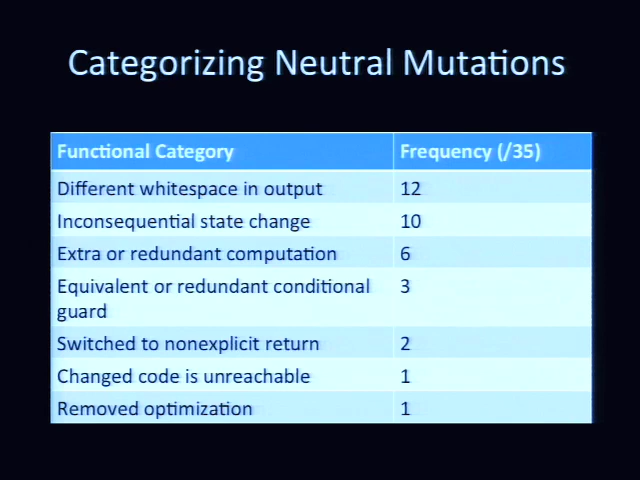 Categorizing Neutral Mutations
Functional Category Frequency (/35)
Different whitespace in output 12
Inconsequential state change 10
Extra or redundant computation 6
Equivalent or redundant conditional 3
guard
Switched to nonexplicit return 2
Changed code is unreachable 1
Removed optimization 1